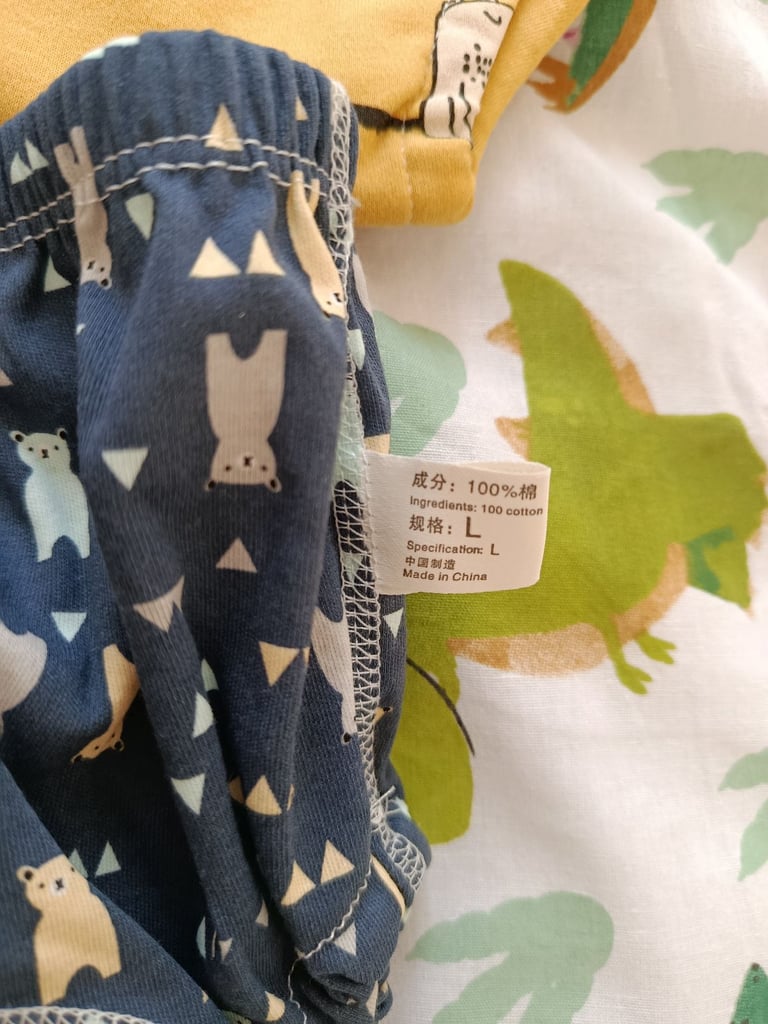 成分：100%棉
Ingredients: 100 cotton
规格：L
Specification: L
中国制造
Made in China